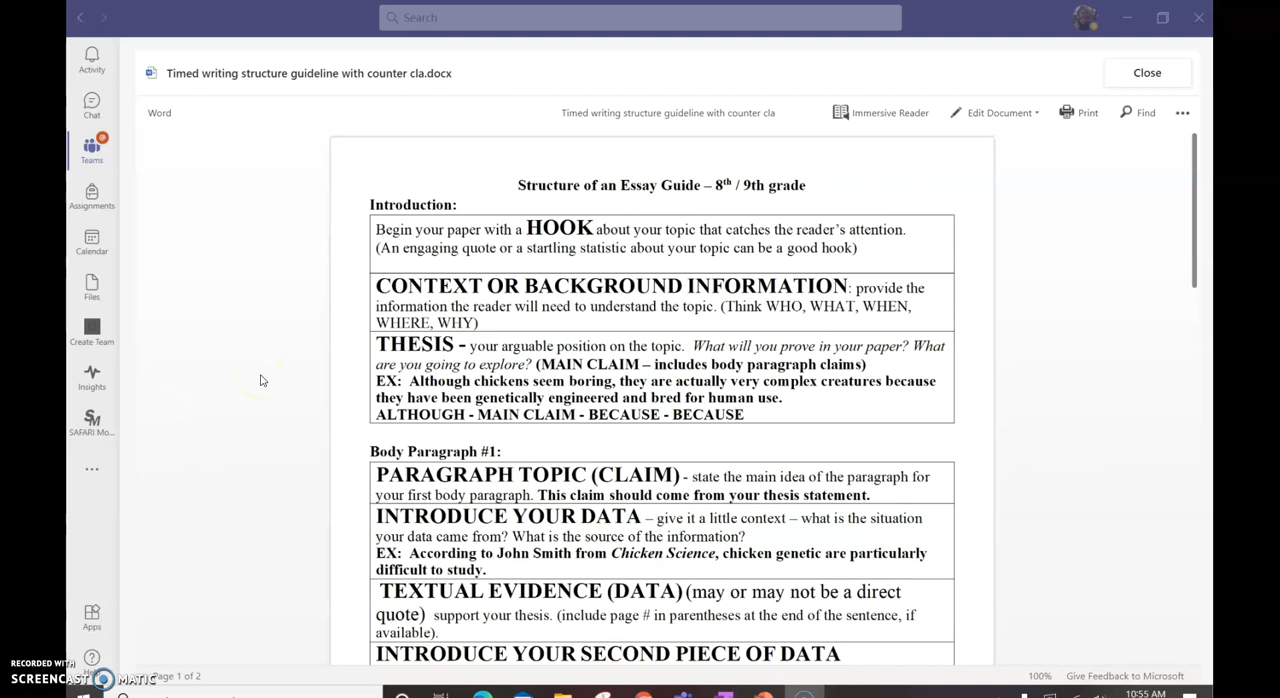 Search
Activity
Chat
Teams
Assignments
Calendar
Files
Create Team
Insights
SAFARI Mo...
Apps
Timed writing structure guideline with counter cla.docx
Close
Word
Timed writing structure guideline with counter cla
Immersive Reader
Edit Document
Print
Find
Structure of an Essay Guide – 8th / 9th grade
Introduction:
Begin your paper with a HOOK about your topic that catches the reader's attention.
(An engaging quote or a startling statistic about your topic can be a good hook)
CONTEXT OR BACKGROUND INFORMATION: provide the
information the reader will need to understand the topic. (Think WHO, WHAT, WHEN,
WHERE, WHY)
THESIS - your arguable position on the topic. What will you prove in your paper? What
are you going to explore? (MAIN CLAIM – includes body paragraph claims)
EX: Although chickens seem boring, they are actually very complex creatures because
they have been genetically engineered and bred for human use.
ALTHOUGH - MAIN CLAIM - BECAUSE - BECAUSE
Body Paragraph #1:
PARAGRAPH TOPIC (CLAIM) - state the main idea of the paragraph for
your first body paragraph. This claim should come from your thesis statement.
INTRODUCE YOUR DATA – give it a little context – what is the situation
your data came from? What is the source of the information?
EX: According to John Smith from Chicken Science, chicken genetic are particularly
difficult to study.
TEXTUAL EVIDENCE (DATA) (may or may not be a direct
quote) support your thesis. (include page # in parentheses at the end of the sentence, if
available).
INTRODUCE YOUR SECOND PIECE OF DATA
Page 1 of 2
100%
Give Feedback to Microsoft
RECORDED WITH
SCREENCAST MATIC
10:55 AM